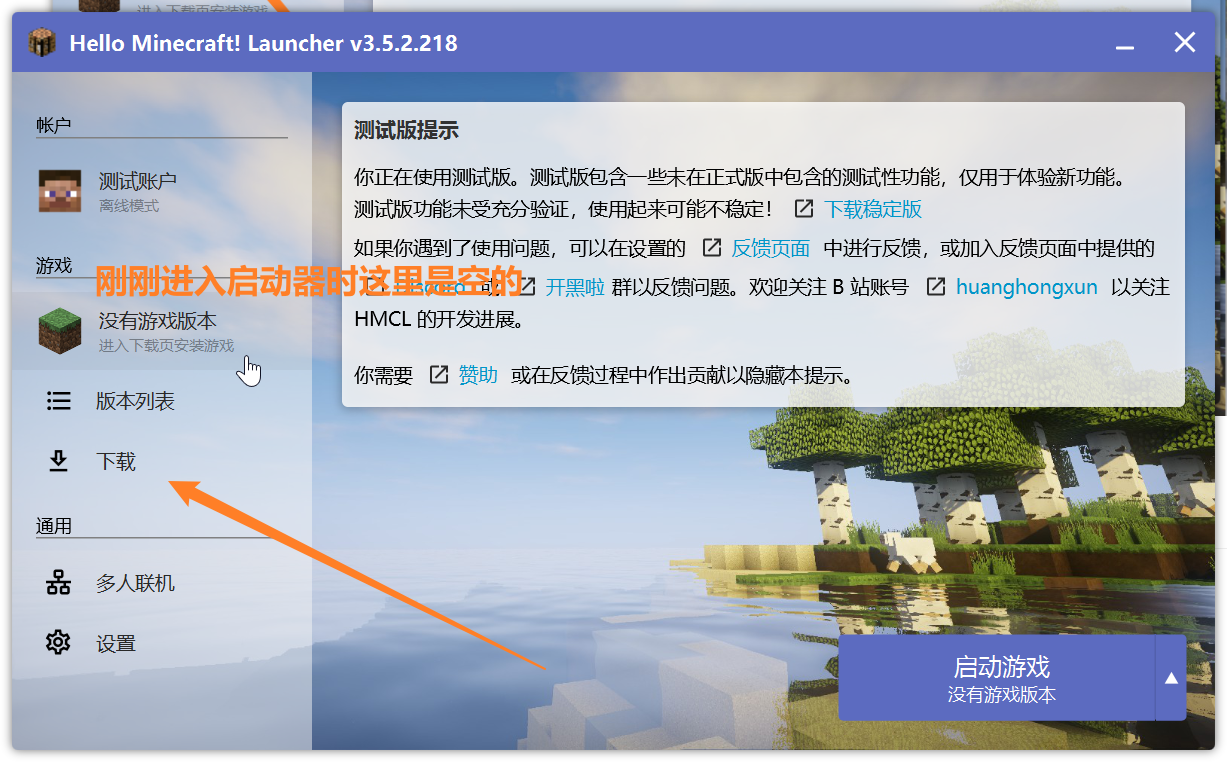 进入下载页安装游戏
Hello Minecraft! Launcher v3.5.2.218
帐户
测试账户
离线模式
游戏
刚刚进入启动器时这里是空的
没有游戏版本
进入下载页安装游戏
版本列表
下载
通用
多人联机
设置
测试版提示
你正在使用测试版。测试版包含一些未在正式版中包含的测试性功能，仅用于体验新功能。
测试版功能未受充分验证，使用起来可能不稳定！ 下载稳定版
如果你遇到了使用问题，可以在设置的 反馈页面 中进行反馈，或加入反馈页面中提供的
Discord 或 开黑啦 群以反馈问题。欢迎关注 B 站账号 huanghongxun 以关注
HMCL 的开发进展。
你需要 赞助 或在反馈过程中作出贡献以隐藏本提示。
启动游戏
没有游戏版本